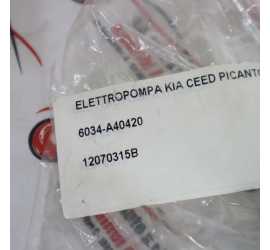 ELETTROPOMPA KIA CEED PICANTO
6034-A40420
12070315B